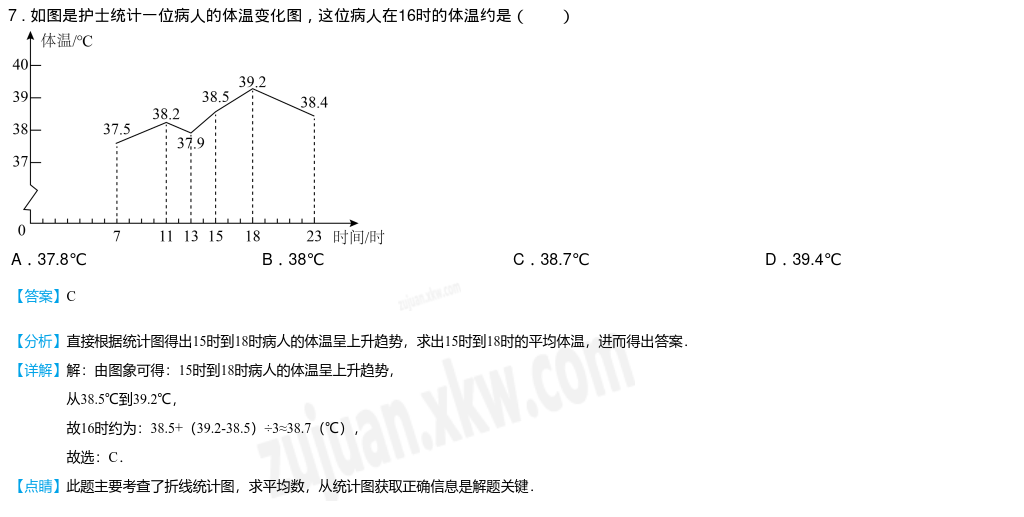 7．如图是护士统计一位病人的体温变化图，这位病人在16时的体温约是（　　）
体温/℃
40
39
38
37
0
37.5
38.2
37.9
38.5
39.2
38.4
7 11 13 15 18 23 时间/时
A．37.8℃ B．38℃ C．38.7℃ D．39.4℃
【答案】C
【分析】直接根据统计图得出15时到18时病人的体温呈上升趋势，求出15时到18时的平均体温，进而得出答案．
【详解】解：由图象可得：15时到18时病人的体温呈上升趋势，
从38.5℃到39.2℃，
故16时约为：38.5+（39.2-38.5）÷3≈38.7（℃），
故选：C．
【点睛】此题主要考查了折线统计图，求平均数，从统计图获取正确信息是解题关键．
zujuan.xkw.com
zujuan.xkw.com